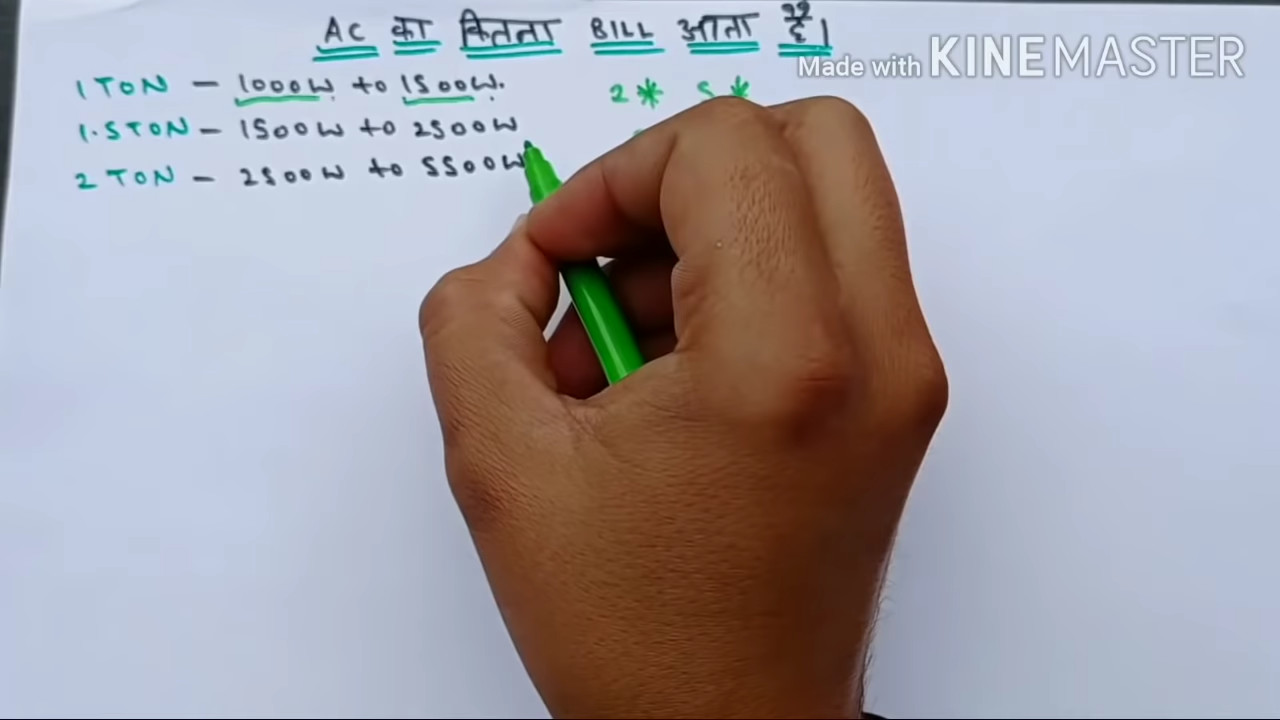 AC का कितना BILL आता है।
Made with KINEMASTER
1 TON - 1000W to 1500W. 2* 5*
1.5 TON - 1500W to 2500W
2 TON - 2500W to 5500W